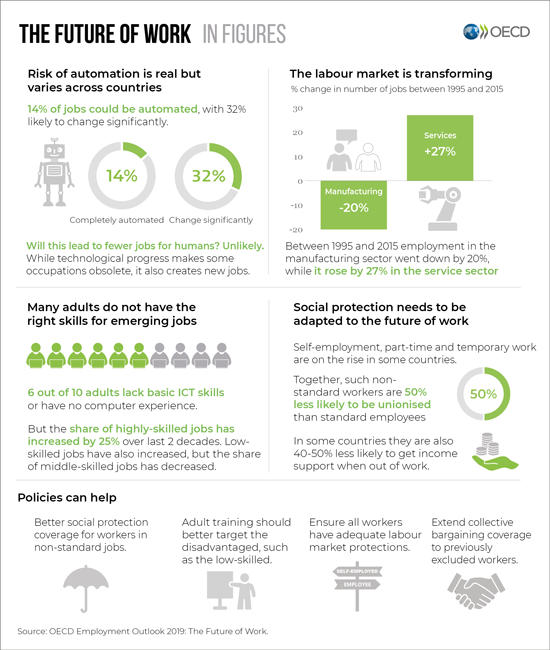 THE FUTURE OF WORK IN FIGURES
OECD
Risk of automation is real but
varies across countries
14% of jobs could be automated, with 32%
likely to change significantly.
14%
32%
Completely automated
Change significantly
Will this lead to fewer jobs for humans? Unlikely.
While technological progress makes some
occupations obsolete, it also creates new jobs.
The labour market is transforming
% change in number of jobs between 1995 and 2015
30
20
10
0
-10
-20
Services
+27%
Manufacturing
-20%
Between 1995 and 2015 employment in the
manufacturing sector went down by 20%,
while it rose by 27% in the service sector
Many adults do not have the
right skills for emerging jobs
6 out of 10 adults lack basic ICT skills
or have no computer experience.
But the share of highly-skilled jobs has
increased by 25% over last 2 decades. Low-
skilled jobs have also increased, but the share
of middle-skilled jobs has decreased.
Social protection needs to be
adapted to the future of work
Self-employment, part-time and temporary work
are on the rise in some countries.
Together, such non-
standard workers are 50%
less likely to be unionised
than standard employees
50%
In some countries they are also
40-50% less likely to get income
support when out of work.
Policies can help
Better social protection
coverage for workers in
non-standard jobs.
Adult training should
better target the
disadvantaged, such
as the low-skilled.
Ensure all workers
have adequate labour
market protections.
SELF-EMPLOYED
EMPLOYEE
Extend collective
bargaining coverage
to previously
excluded workers.
Source: OECD Employment Outlook 2019: The Future of Work.